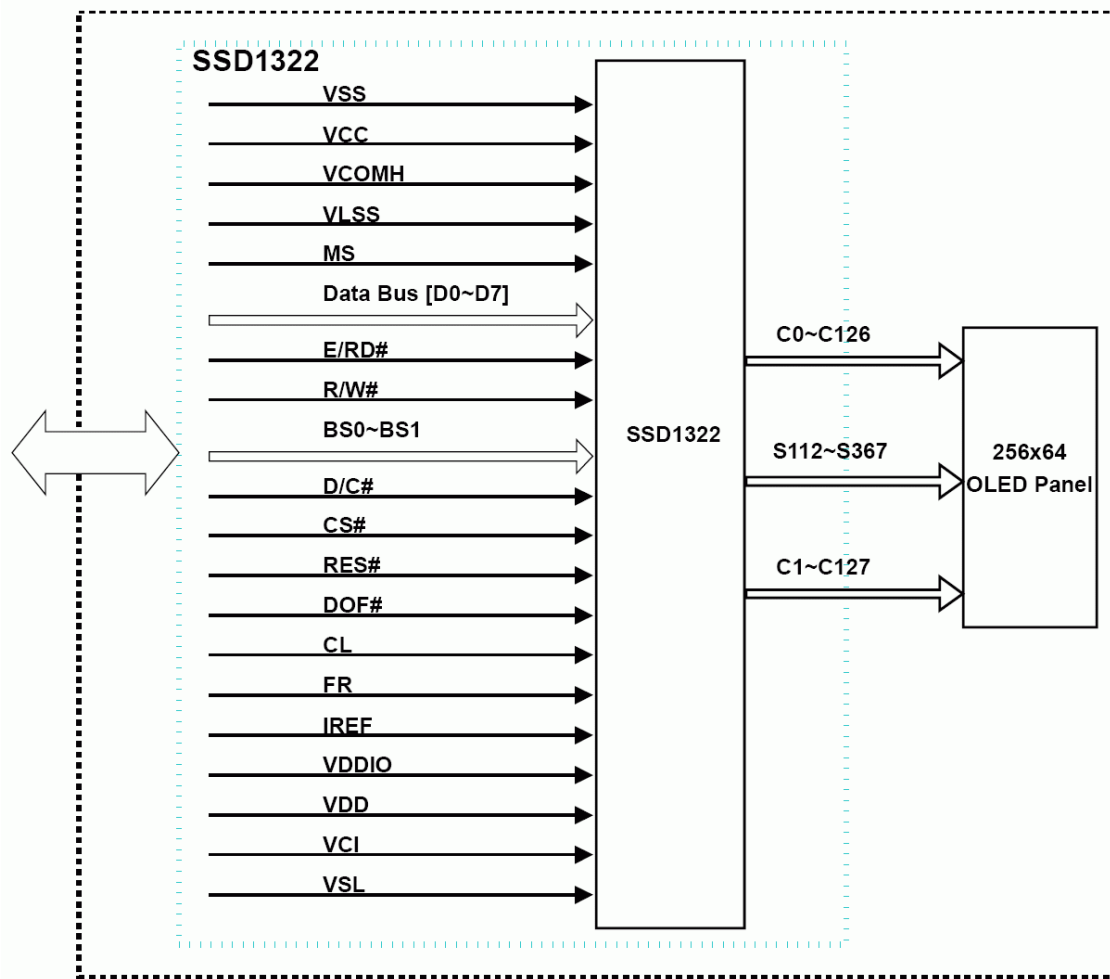 SSD1322
VSS
VCC
VCOMH
VLSS
MS
Data Bus [D0~D7]
E/RD#
R/W#
BS0~BS1
D/C#
CS#
RES#
DOF#
CL
FR
IREF
VDDIO
VDD
VCI
VSL
SSD1322
C0~C126
S112~S367
C1~C127
256x64
OLED Panel